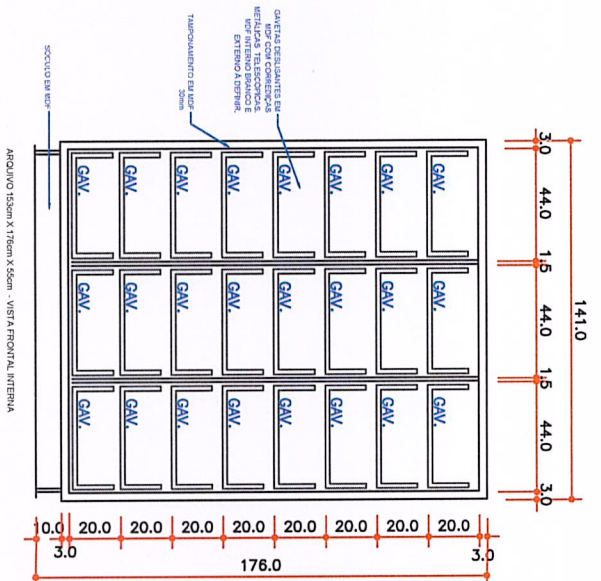 141.0
3.0
44.0
1.5
44.0
1.5
44.0
3.0
GAVETAS DESLISANTES EM
MDF COM CORREDIÇAS
METÁLICAS TELESCÓPICAS.
MDF INTERNO BRANCO E
EXTERNO A DEFINIR.
TAMPONAMENTO EM MDF
30mm
SÓCULO EM MDF
GAV. GAV. GAV. GAV. GAV. GAV. GAV. GAV.
GAV. GAV. GAV. GAV. GAV. GAV. GAV. GAV.
GAV. GAV. GAV. GAV. GAV. GAV. GAV. GAV.
10.0 20.0 20.0 20.0 20.0 20.0 20.0 20.0 20.0
3.0 3.0
176.0
ARQUIVO 153cm X 176cm X 55cm - VISTA FRONTAL INTERNA